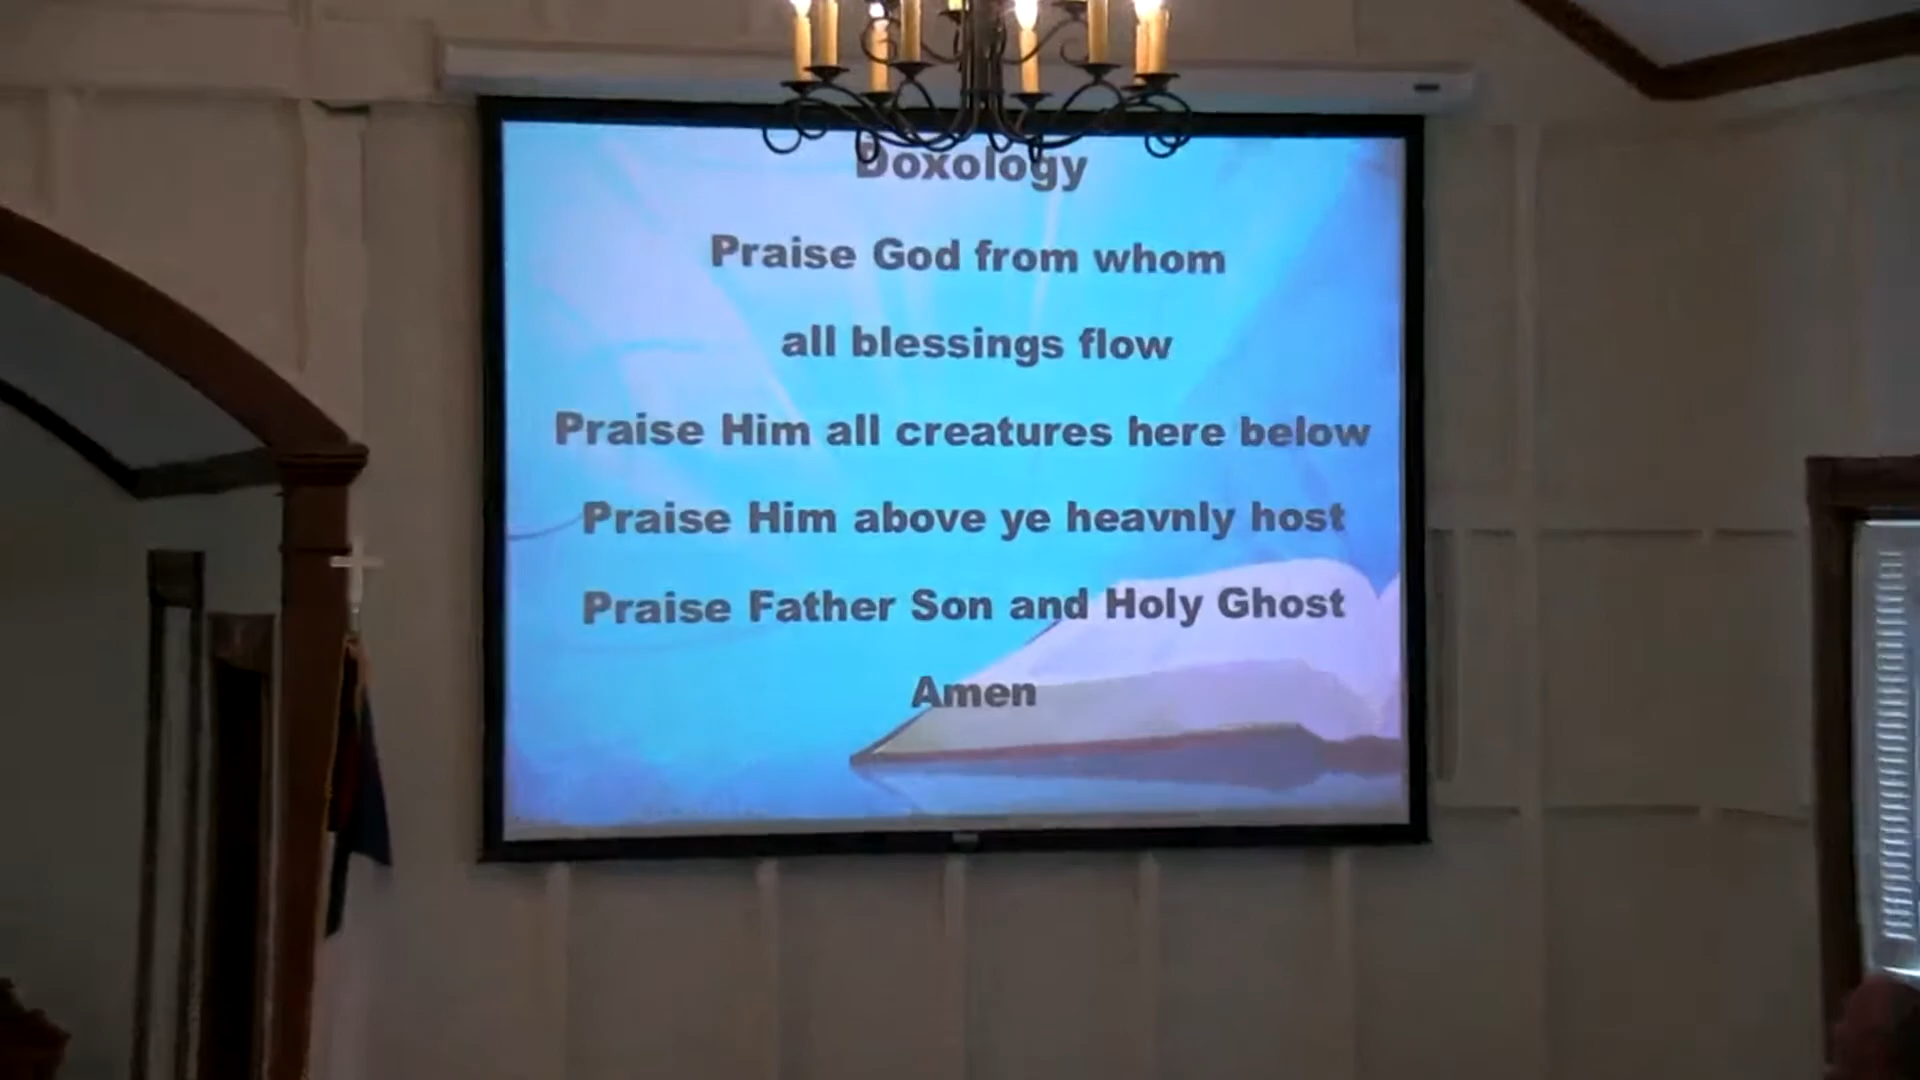 Doxology
Praise God from whom
all blessings flow
Praise Him all creatures here below
Praise Him above ye heavnly host
Praise Father Son and Holy Ghost
Amen